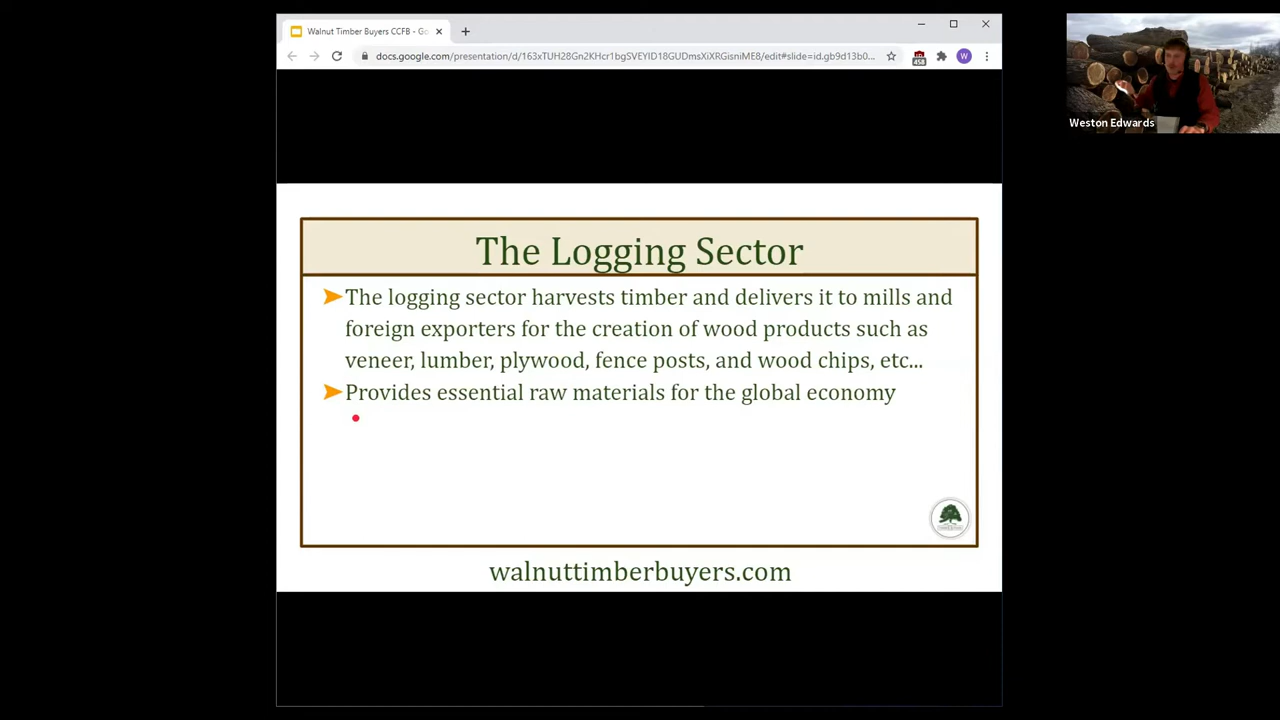 Walnut Timber Buyers CCFB - Go
docs.google.com/presentation/d/163xTUH28Gn2KHcr1bgSVEYID18GUDmsXiXRGisniME8/edit#slide=id.gb9d13b0...
458
W
Weston Edwards
The Logging Sector
The logging sector harvests timber and delivers it to mills and
foreign exporters for the creation of wood products such as
veneer, lumber, plywood, fence posts, and wood chips, etc...
Provides essential raw materials for the global economy
walnuttimberbuyers.com